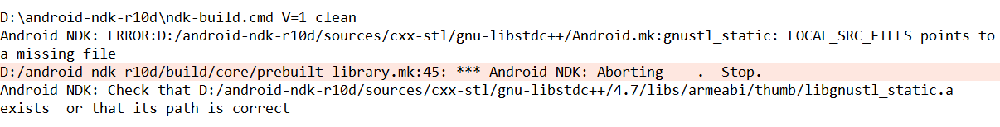 D:\android-ndk-r10d\ndk-build.cmd V=1 clean
Android NDK: ERROR:D:/android-ndk-r10d/sources/cxx-stl/gnu-libstdc++/Android.mk:gnustl_static: LOCAL_SRC_FILES points to
a missing file
D:/android-ndk-r10d/build/core/prebuilt-library.mk:45: *** Android NDK: Aborting    .  Stop.
Android NDK: Check that D:/android-ndk-r10d/sources/cxx-stl/gnu-libstdc++/4.7/libs/armeabi/thumb/libgnustl_static.a
exists  or that its path is correct